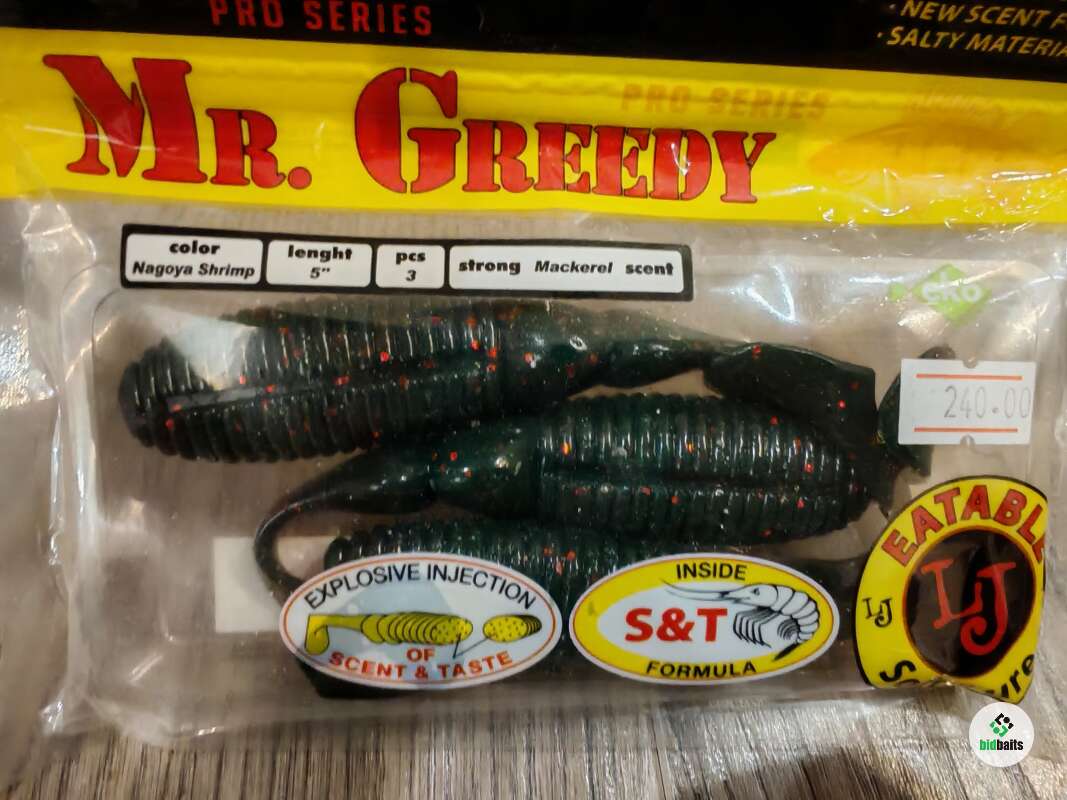 PRO SERIES
· NEW SCENT F
· SALTY MATERIA
MR. GREEDY
PRO SERIES
color
Nagoya Shrimp
lenght
5"
pcs
3
strong Mackerel scent
eko
240.00
EXPLOSIVE INJECTION
OF
SCENT & TASTE
INSIDE
S&T
FORMULA
EATABL
LJ
LJ
bidbaits